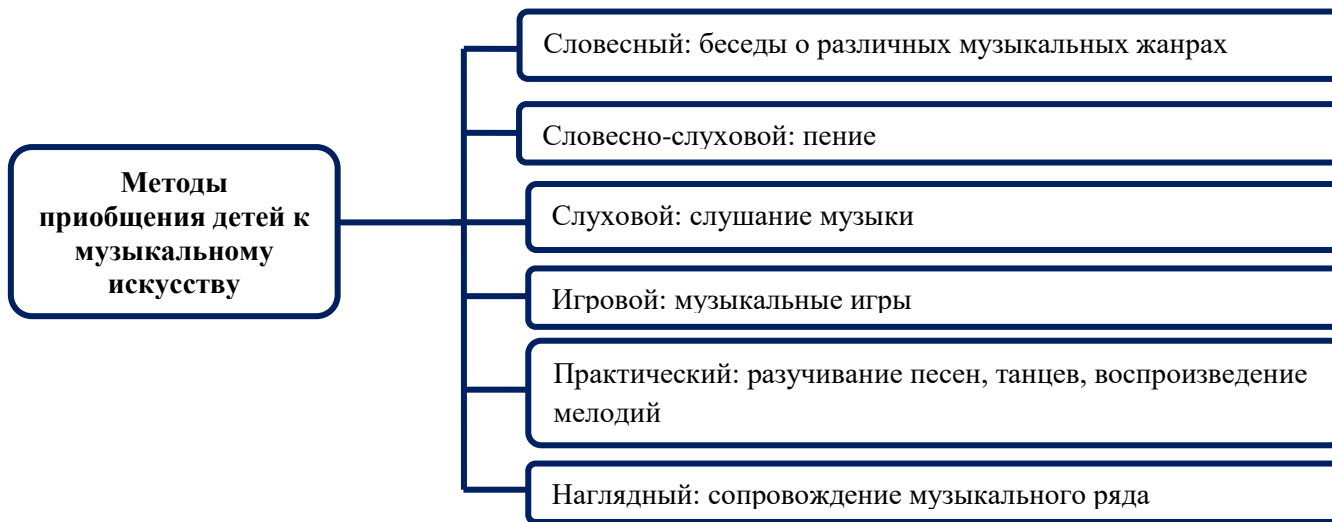 Методы
приобщения детей к
музыкальному
искусству
Словесный: беседы о различных музыкальных жанрах
Словесно-слуховой: пение
Слуховой: слушание музыки
Игровой: музыкальные игры
Практический: разучивание песен, танцев, воспроизведение
мелодий
Наглядный: сопровождение музыкального ряда